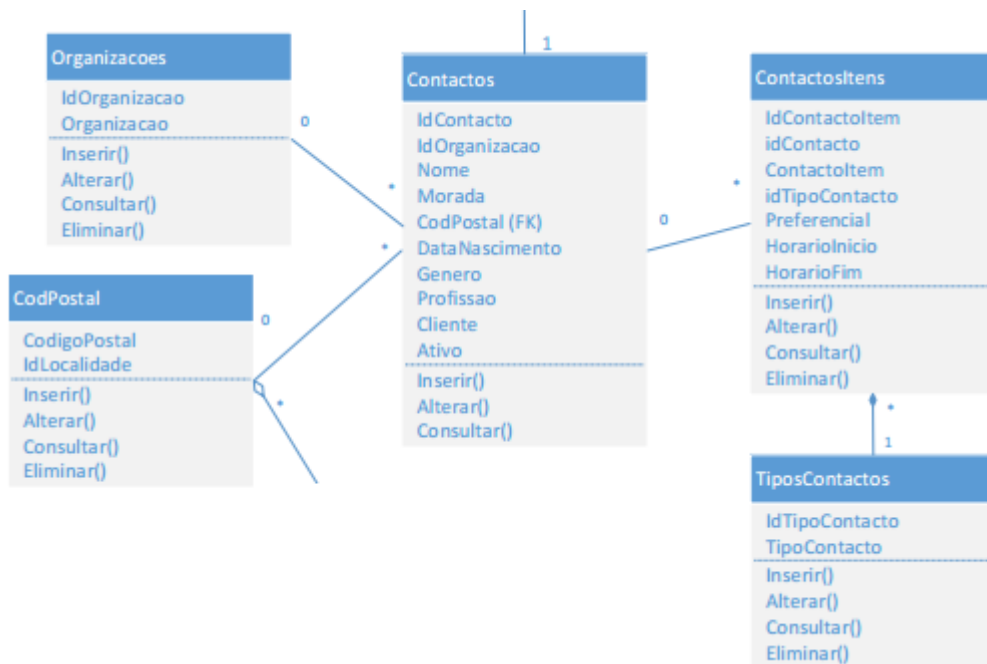 Organizacoes
IdOrganizacao
Organizacao
Inserir()
Alterar()
Consultar()
Eliminar()
0
*
CodPostal
CodigoPostal
IdLocalidade
Inserir()
Alterar()
Consultar()
Eliminar()
0
*
*
1
Contactos
IdContacto
IdOrganizacao
Nome
Morada
CodPostal (FK)
DataNascimento
Genero
Profissao
Cliente
Ativo
Inserir()
Alterar()
Consultar()
0
*
ContactosItens
IdContactoItem
idContacto
ContactoItem
idTipoContacto
Preferencial
HorarioInicio
HorarioFim
Inserir()
Alterar()
Consultar()
Eliminar()
*
1
TiposContactos
IdTipoContacto
TipoContacto
Inserir()
Alterar()
Consultar()
Eliminar()